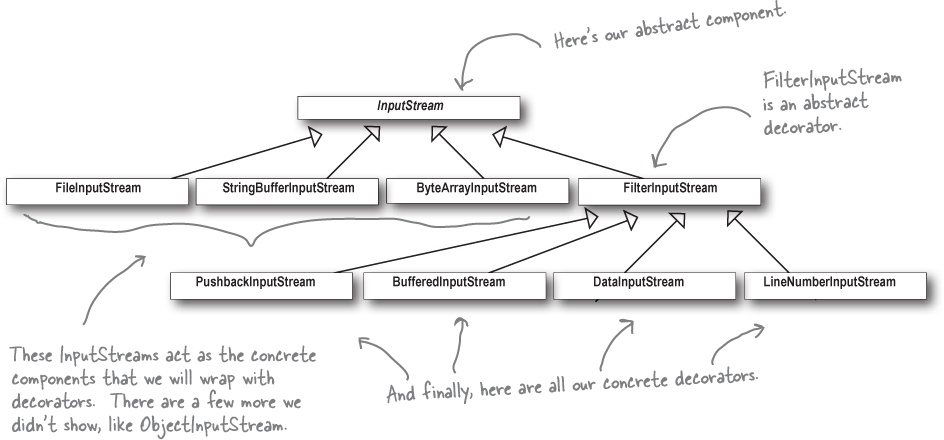 Here's our abstract component.
InputStream
FilterInputStream
is an abstract
decorator.
FileInputStream
StringBufferInputStream
ByteArrayInputStream
FilterInputStream
PushbackInputStream
BufferedInputStream
DataInputStream
LineNumberInputStream
These InputStreams act as the concrete
components that we will wrap with
decorators. There are a few more we
didn't show, like ObjectInputStream.
And finally, here are all our concrete decorators.